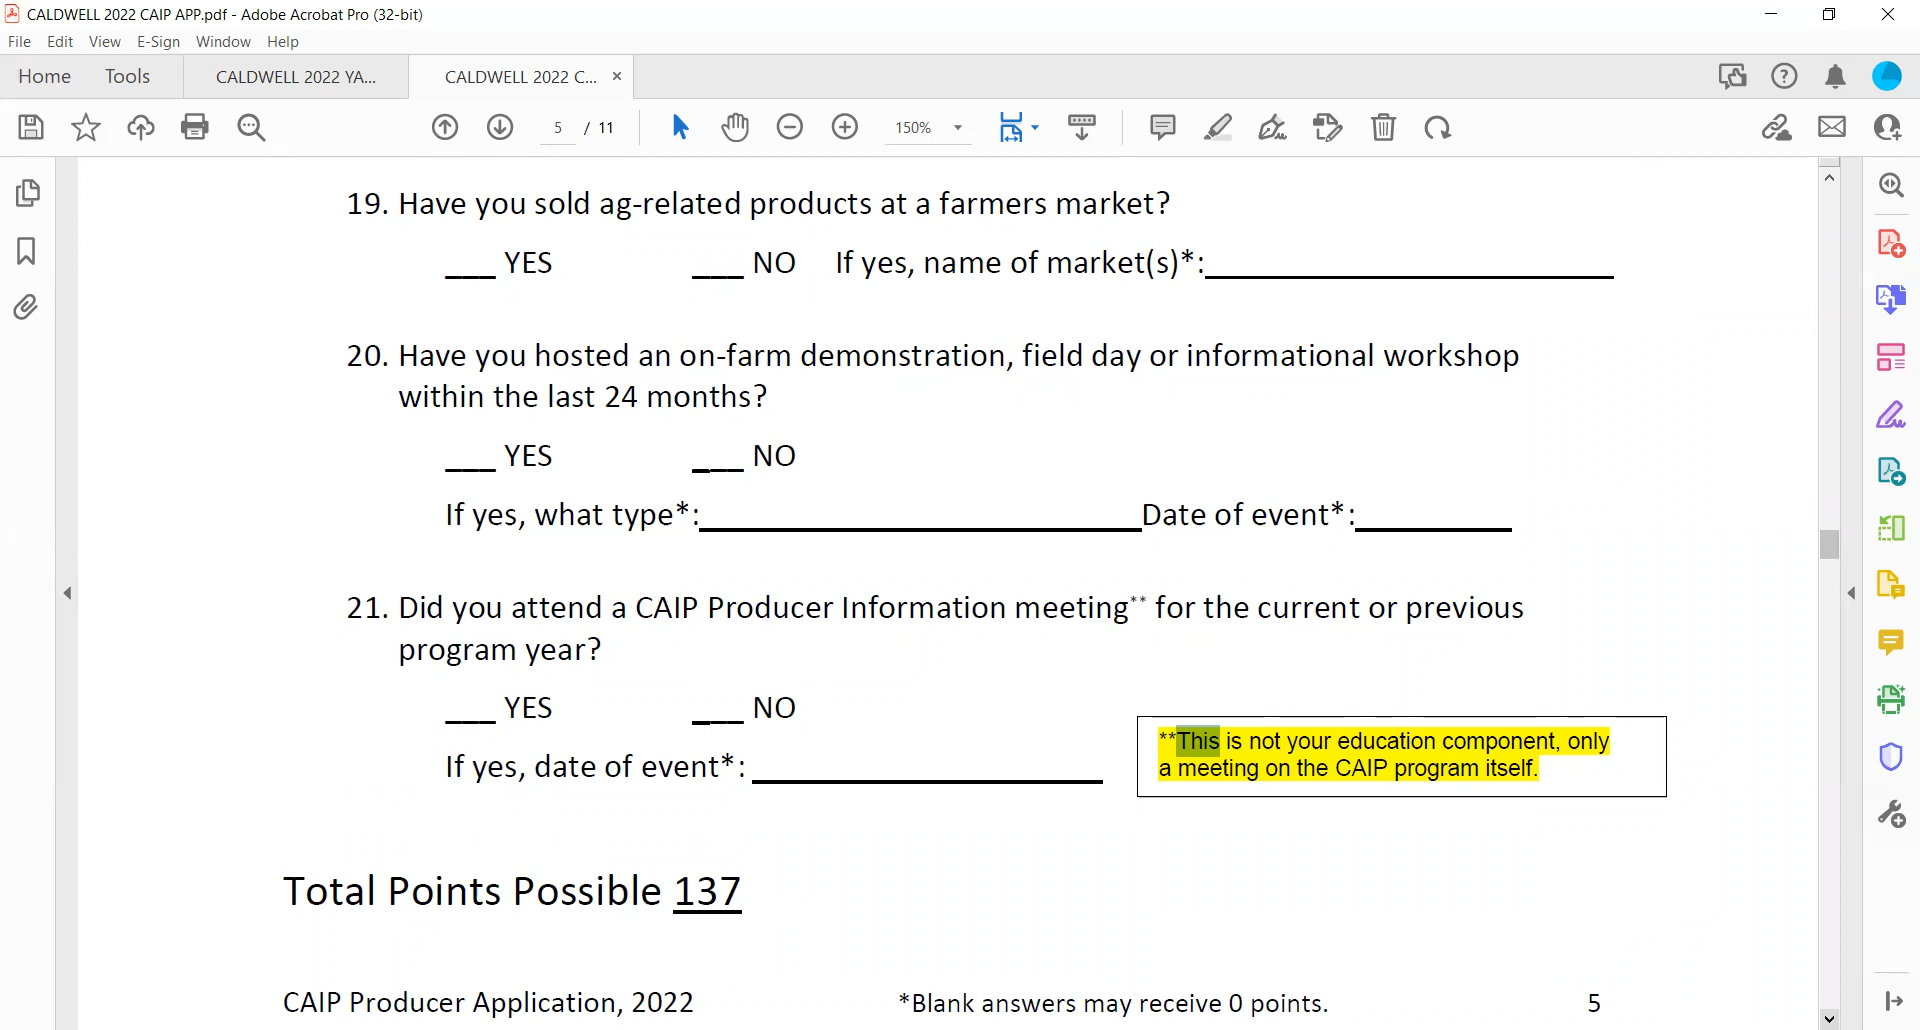 CALDWELL 2022 CAIP APP.pdf - Adobe Acrobat Pro (32-bit)
File Edit View E-Sign Window Help
Home Tools CALDWELL 2022 YA... CALDWELL 2022 C... ×
5 / 11 150%
19. Have you sold ag-related products at a farmers market?
___ YES ___ NO If yes, name of market(s)*:____________________
20. Have you hosted an on-farm demonstration, field day or informational workshop
within the last 24 months?
___ YES ___ NO
If yes, what type*:____________________Date of event*:________
21. Did you attend a CAIP Producer Information meeting** for the current or previous
program year?
___ YES ___ NO
If yes, date of event*: ____________________
**This is not your education component, only
a meeting on the CAIP program itself.
Total Points Possible 137
CAIP Producer Application, 2022 *Blank answers may receive 0 points. 5